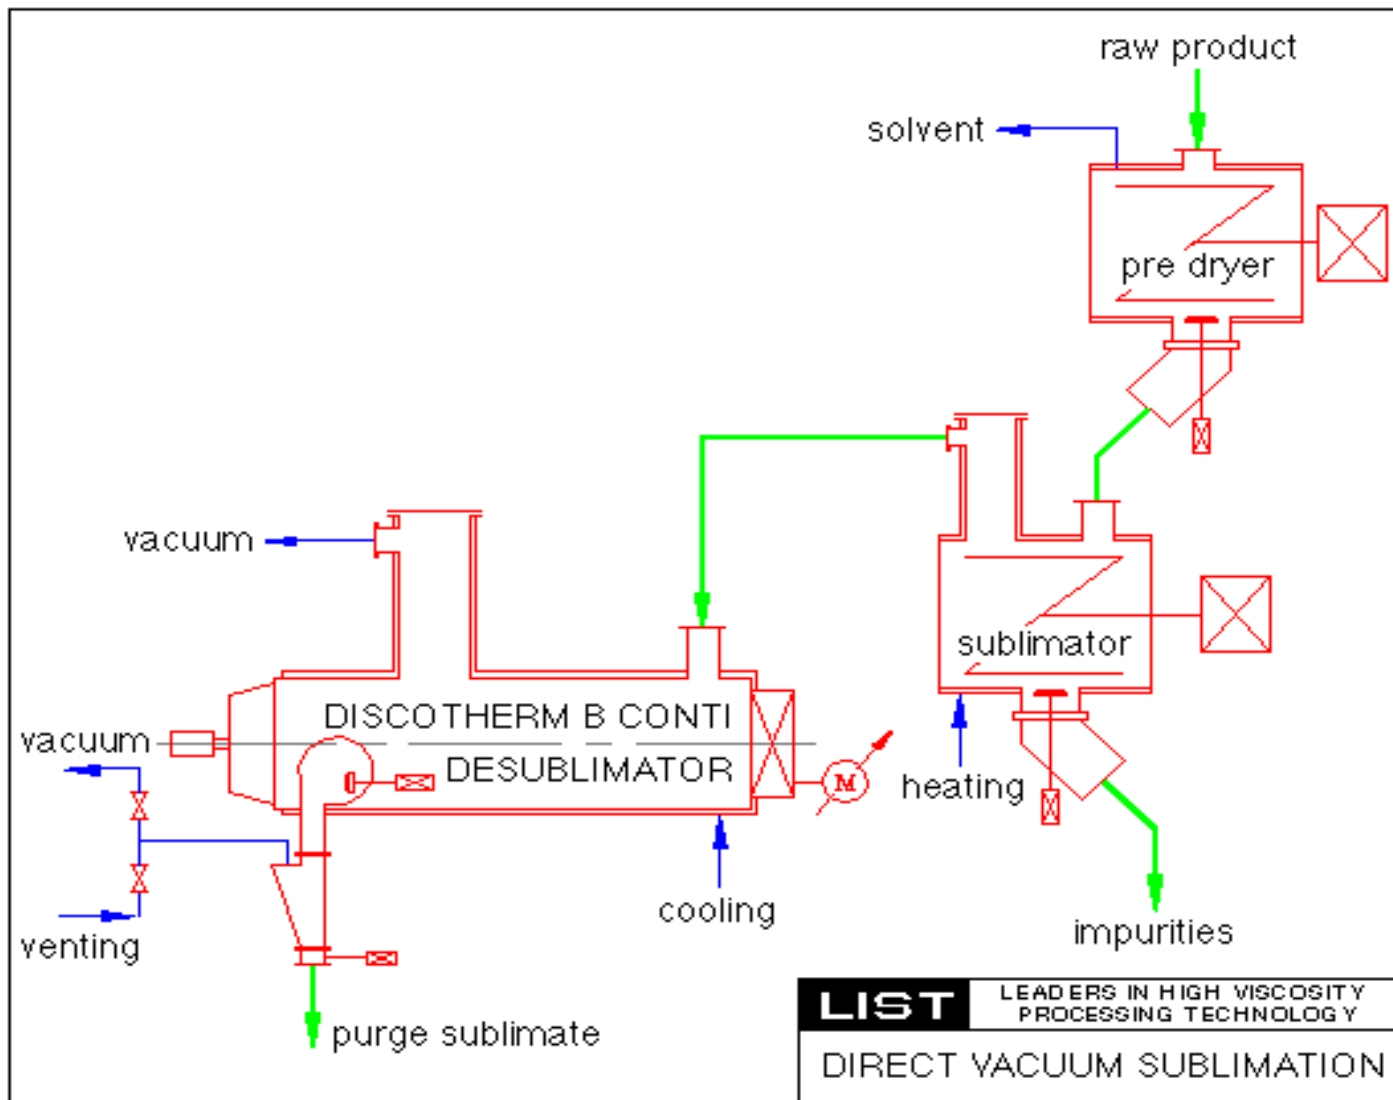 raw product
solvent
pre dryer
vacuum
sublimator
DISCOTHERM B CONTI
vacuum
DESUBLIMATOR
M
heating
cooling
venting
impurities
purge sublimate
LIST
LEADERS IN HIGH VISCOSITY
PROCESSING TECHNOLOGY
DIRECT VACUUM SUBLIMATION